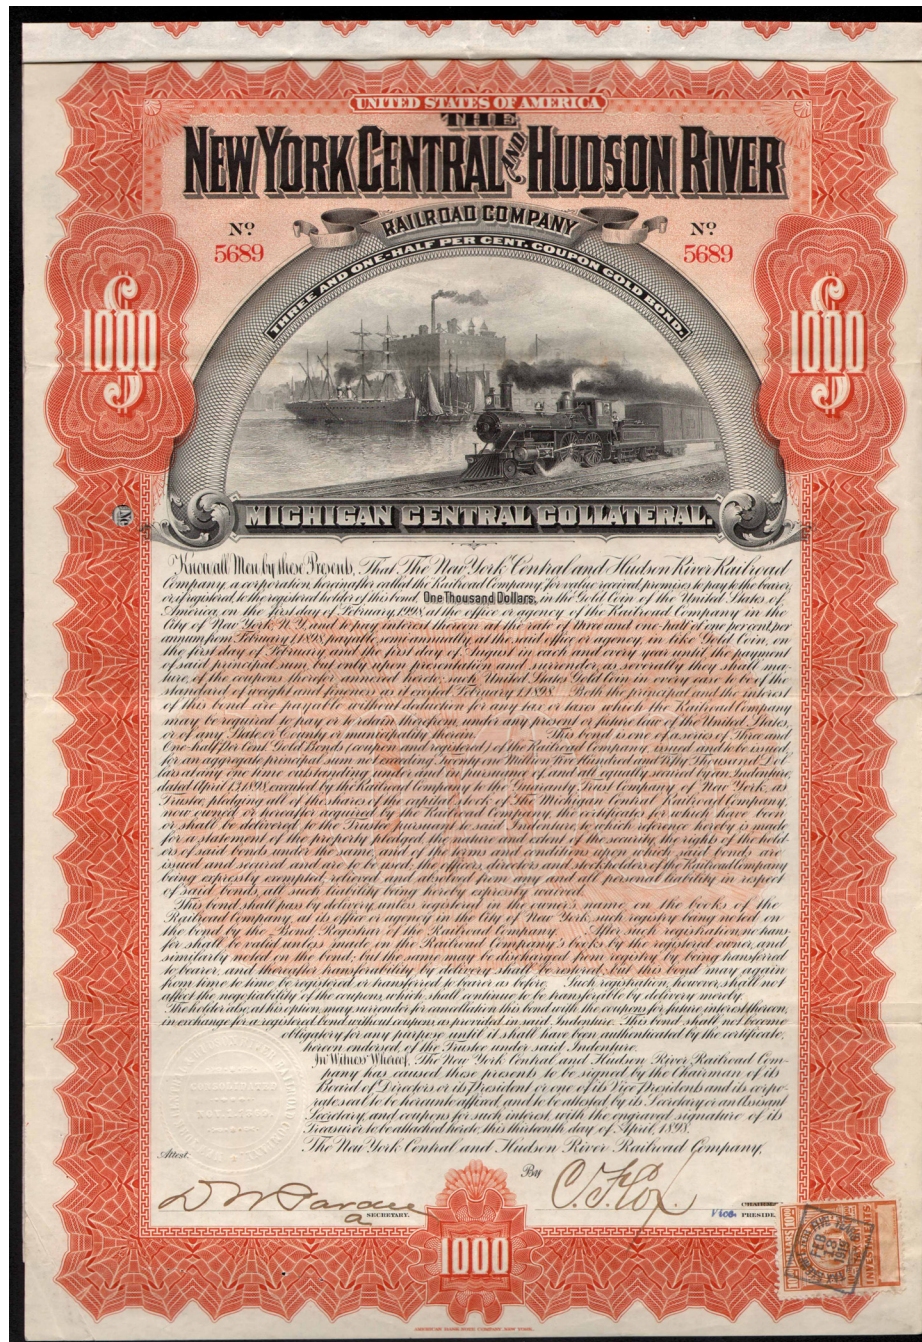 UNITED STATES OF AMERICA
THE
NEW YORK CENTRAL AND HUDSON RIVER
RAILROAD COMPANY
Nº Nº
5689 5689
THREE AND ONE-HALF PER CENT. COUPON GOLD BOND.
1000 1000
MICHIGAN CENTRAL COLLATERAL.
Know all Men by these Presents, That The New York Central and Hudson River Railroad
Company, a corporation, hereinafter called the Railroad Company, for value received, promises to pay to the bearer
or if registered, to the registered holder of this bond, One Thousand Dollars, in the Gold Coin of the United States of
America, on the first day of February, 1998, at the office or agency of the Railroad Company in the
City of New York, N.Y., and to pay interest thereon at the rate of three and one-half of one per cent. per
annum from February 1, 1898, payable semi-annually, at the said office or agency, in like Gold Coin, on
the first day of February and the first day of August in each and every year until the payment
of said principal sum, but only upon presentation and surrender, as severally they shall ma-
ture, of the coupons therefor annexed hereto; such United States Gold Coin in every case to be of the
standard of weight and fineness as it existed February 1, 1898. Both the principal and the interest
of this bond are payable without deduction for any tax or taxes which the Railroad Company
may be required to pay or to retain therefrom under any present or future law of the United States,
or of any State or County or municipality therein. This bond is one of a series of Three and
One-half Per Cent. Gold Bonds (coupon and registered) of the Railroad Company, issued and to be issued,
for an aggregate principal sum not exceeding Twenty-one Million Five Hundred and Fifty Thousand Dol-
lars at any one time outstanding under and in pursuance of and all equally secured by an Indenture,
dated April 13, 1898, executed by the Railroad Company to the Guaranty Trust Company of New York, as
Trustee, pledging all of the shares of the capital stock of The Michigan Central Railroad Company,
now owned or hereafter acquired by the Railroad Company, the certificates for which have been
or shall be delivered to the Trustee pursuant to said Indenture, to which reference hereby is made
for a statement of the property pledged, the nature and extent of the security, the rights of the hold-
ers of said bonds under the same, and of the terms and conditions upon which said bonds are
issued and secured and are to be used, the officers, directors and stockholders of the Railroad Company
being expressly exempted, relieved and absolved from any and all personal liability in respect
of said bonds, all such liability being hereby expressly waived.
This bond shall pass by delivery, unless registered in the owner's name on the books of the
Railroad Company, at its office or agency in the City of New York, such registry being noted on
the bond by the Bond Registrar of the Railroad Company. After such registration, no trans-
fer shall be valid unless made on the Railroad Company's books by the registered owner, and
similarly noted on the bond; but the same may be discharged from registry by being transferred
to bearer, and thereafter transferability by delivery shall be restored, but this bond may again
from time to time be registered or transferred to bearer as before. Such registration, however, shall not
affect the negotiability of the coupons, which shall continue to be transferable by delivery merely.
The holder also, at his option, may surrender for cancellation this bond with the coupons for future interest thereon,
in exchange for a registered bond without coupons as provided in said Indenture. This bond shall not become
obligatory for any purpose until it shall have been authenticated by the certificate,
hereon endorsed, of the Trustee under said Indenture.
In Witness Whereof, The New York Central and Hudson River Railroad Com-
pany has caused these presents to be signed by the Chairman of its
Board of Directors or its President or one of its Vice Presidents and its corpo-
rate seal to be hereunto affixed, and to be attested by its Secretary or an Assistant
Secretary, and coupons for such interest, with the engraved signature of its
Treasurer to be attached hereto, this thirteenth day of April, 1898.
The New York Central and Hudson River Railroad Company,
Attest: By
SECRETARY. Vice PRESIDE
1000
FEB 13 1919
INVESTALETS
AMERICAN BANK NOTE COMPANY, NEW YORK.